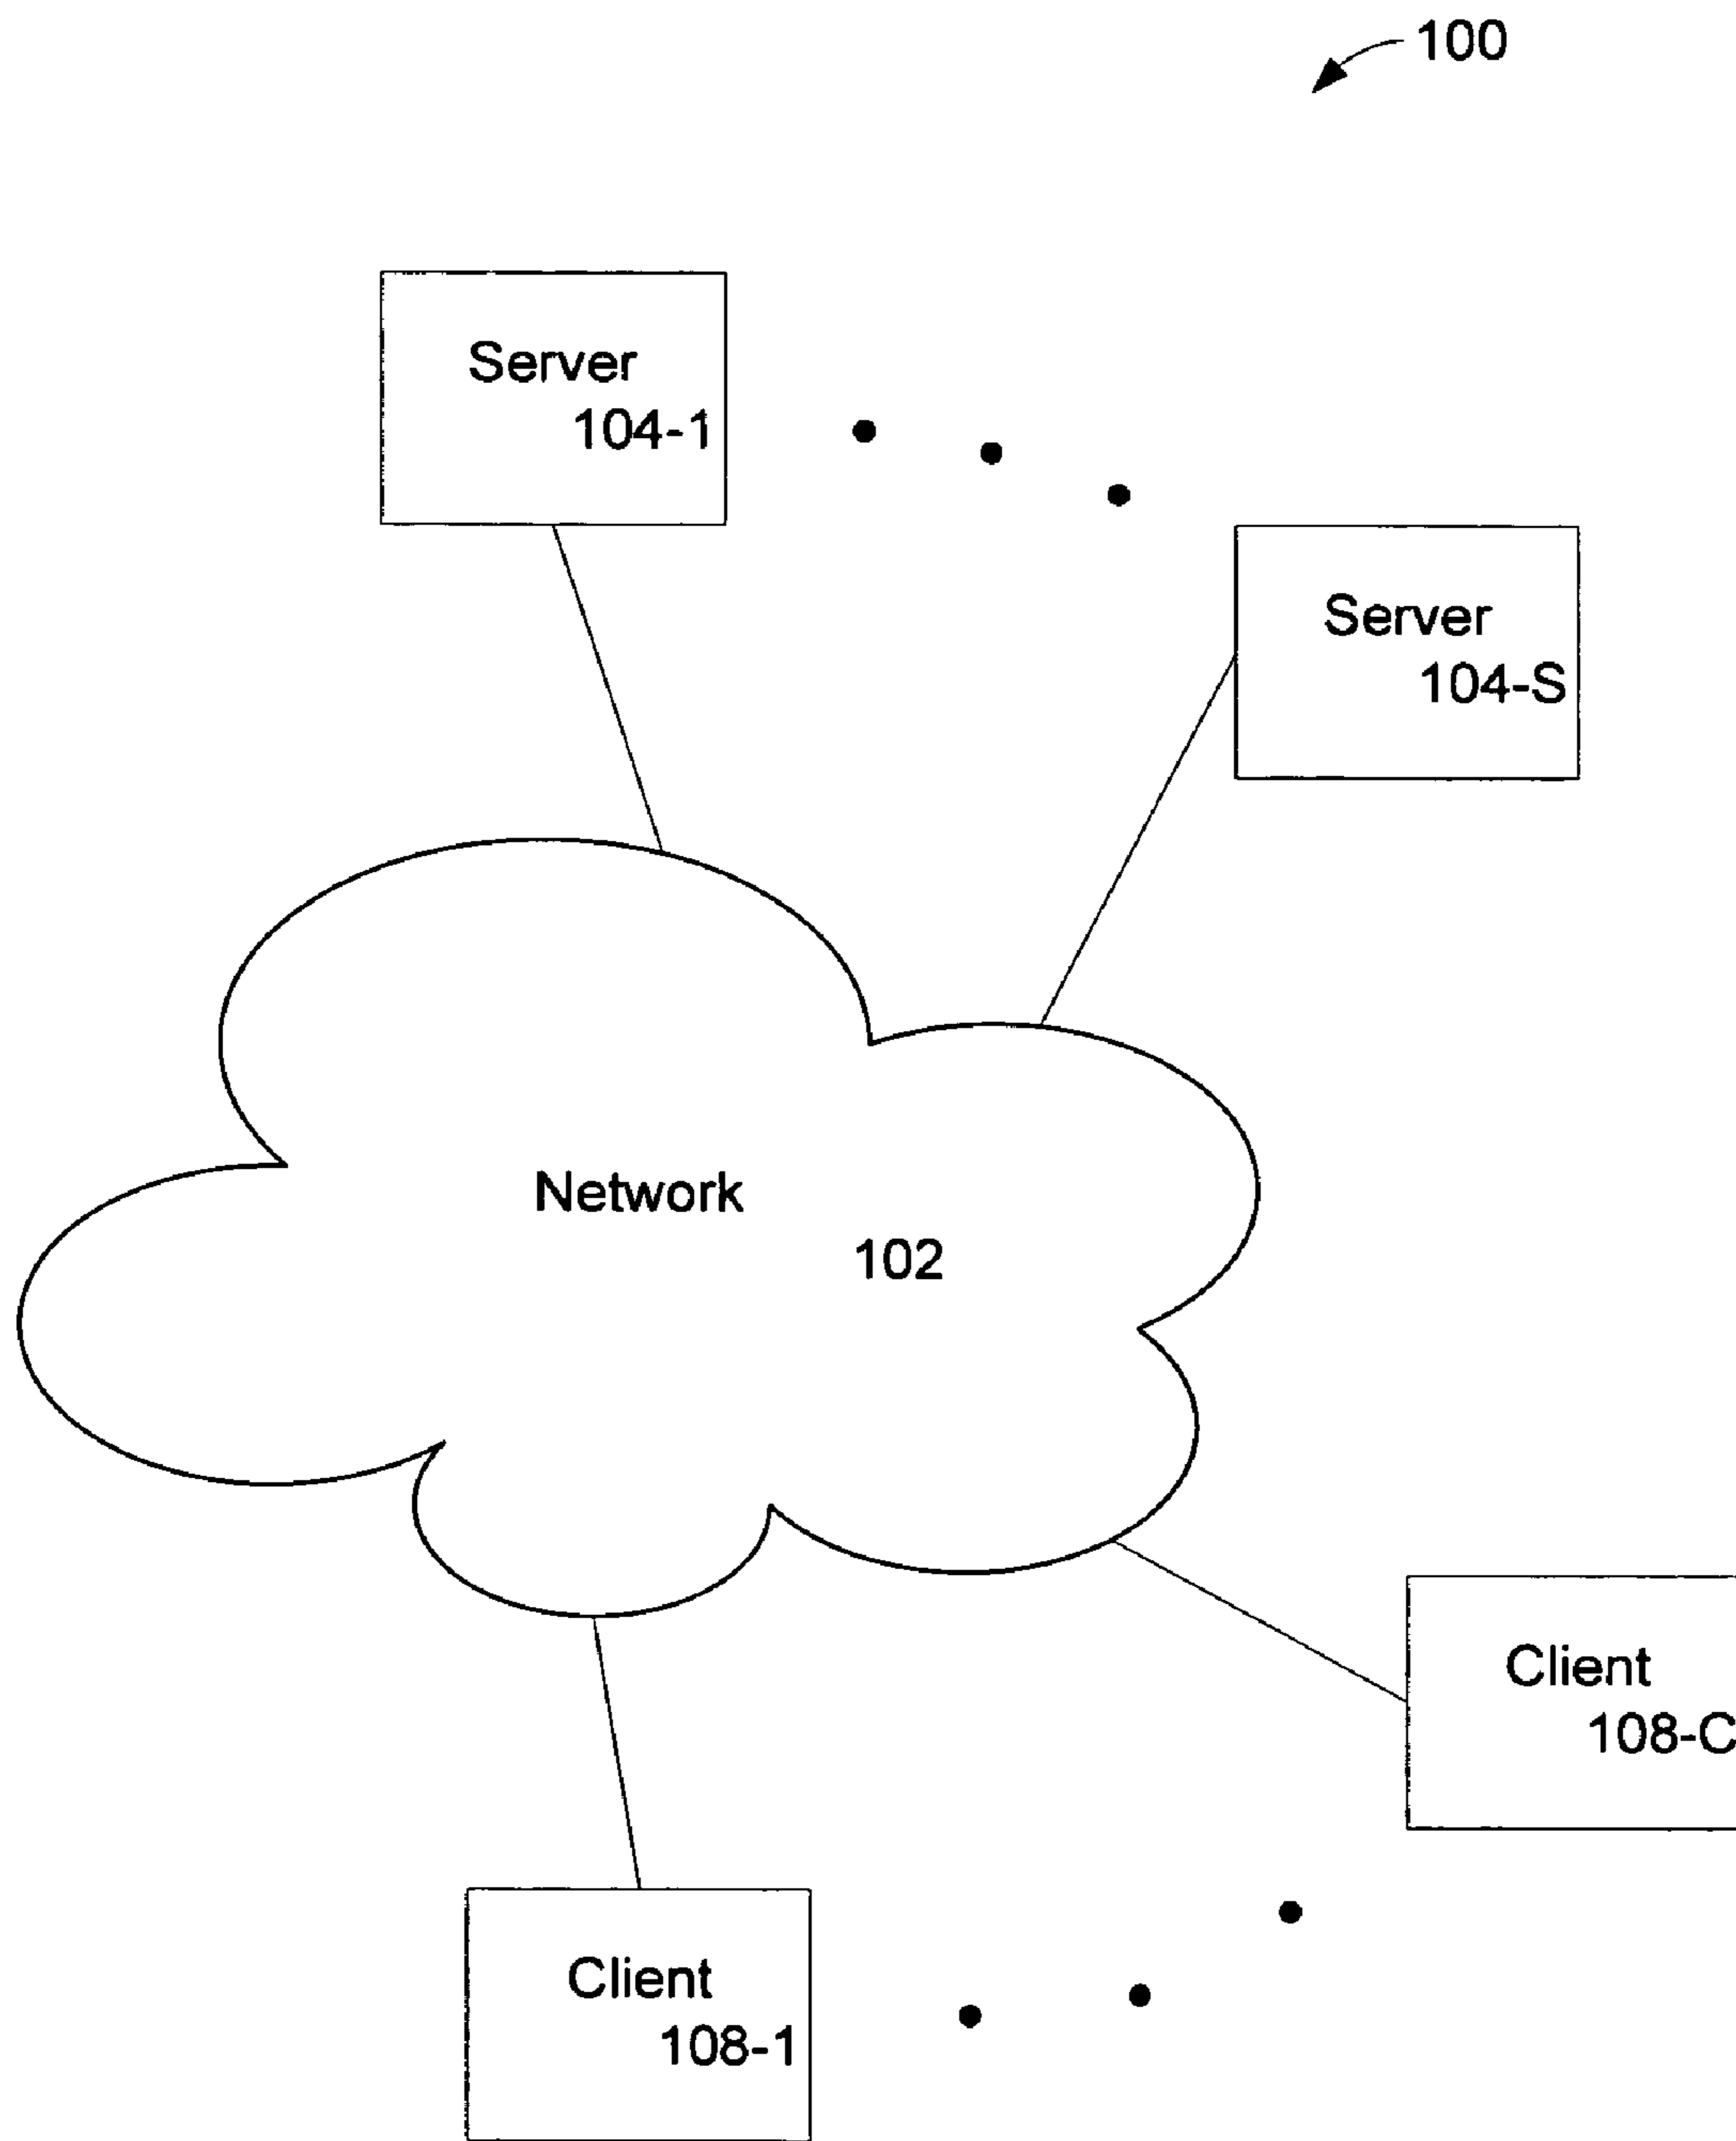 100
Server
104-1
Server
104-S
Network
102
Client
108-C
Client
108-1